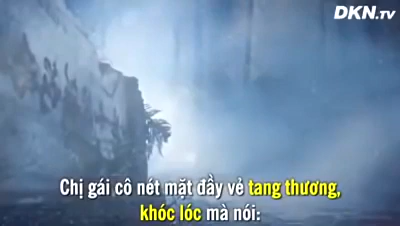 DKN.TV
Chị gái cô nét mặt đầy vẻ tang thương,
khóc lóc mà nói: